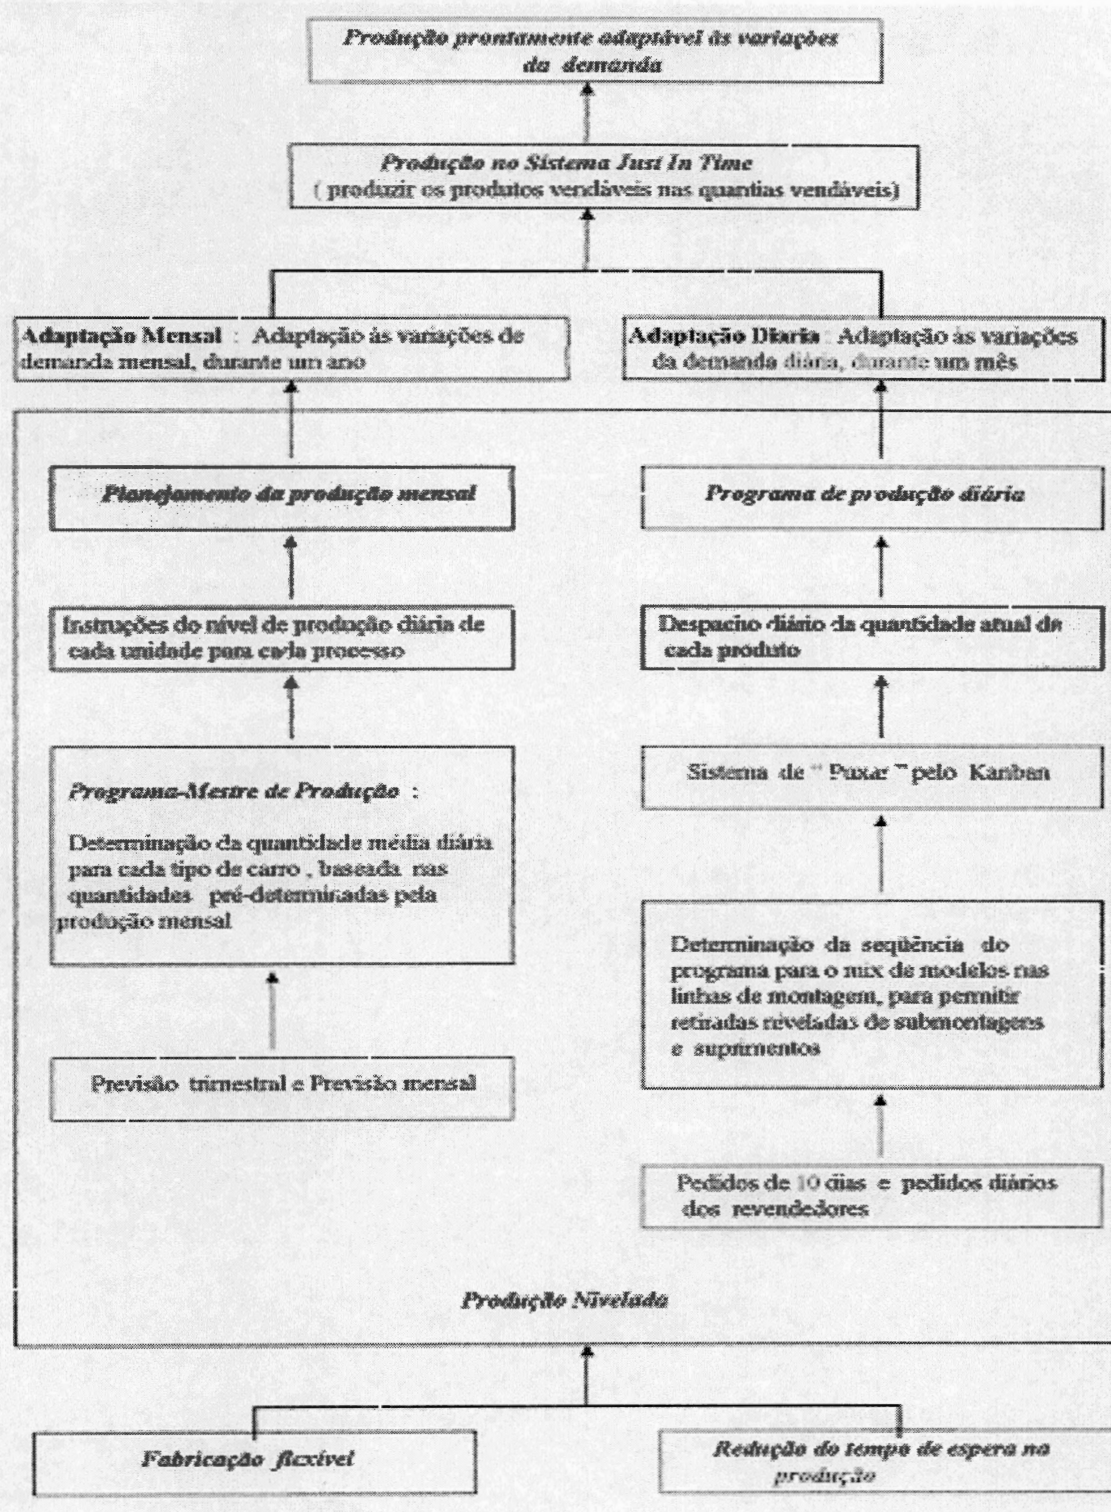 Produção prontamente adaptável às variações
da demanda
Produção no Sistema Just In Time
( produzir os produtos vendáveis nas quantias vendáveis)
Adaptação Mensal : Adaptação às variações de
demanda mensal, durante um ano
Adaptação Diaria : Adaptação às variações
da demanda diária, durante um mês
Planejamento da produção mensal
Programa de produção diária
Instruções do nível de produção diária de
cada unidade para cada processo
Despacho diário da quantidade atual de
cada produto
Programa-Mestre de Produção :
Determinação da quantidade média diária
para cada tipo de carro , baseada nas
quantidades pré-determinadas pela
produção mensal
Sistema de " Puxar " pelo Kanban
Determinação da seqüência do
programa para o mix de modelos nas
linhas de montagem, para permitir
retiradas niveladas de submontagens
e suprimentos
Previsão trimestral e Previsão mensal
Pedidos de 10 dias e pedidos diários
dos revendedores
Produção Nivelada
Fabricação flexível
Redução do tempo de espera na
produção